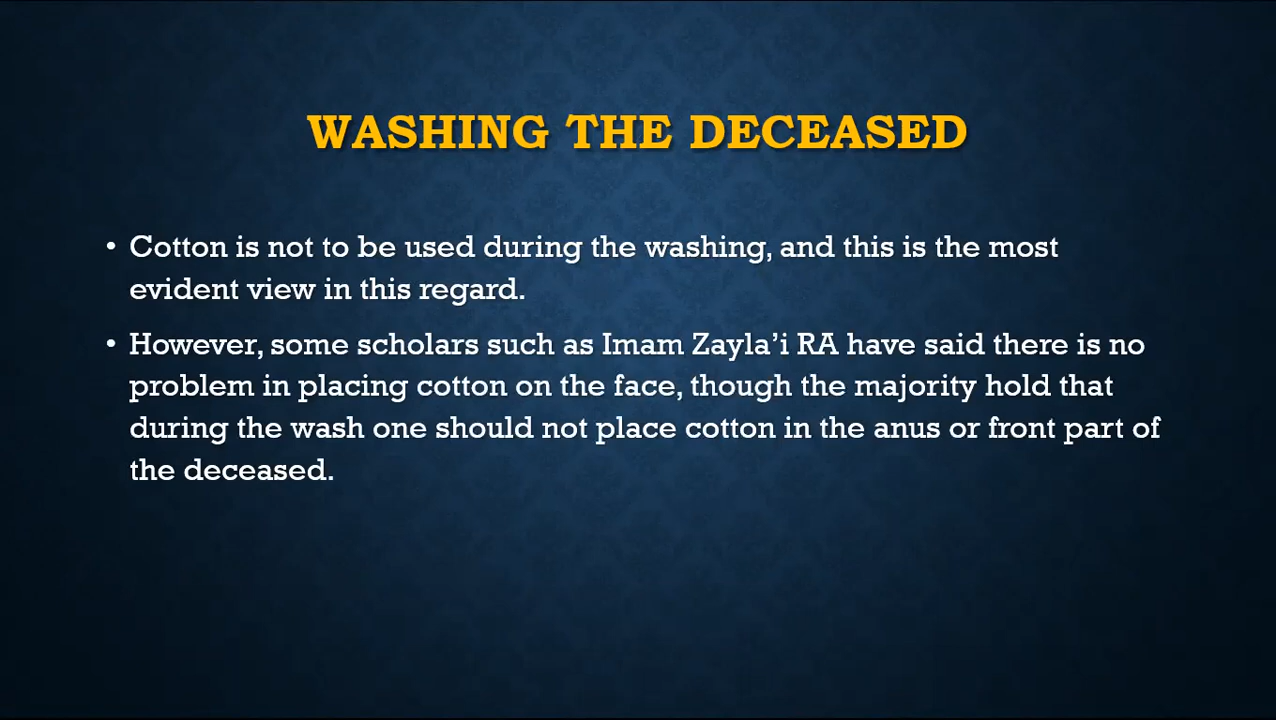 WASHING THE DECEASED
• Cotton is not to be used during the washing, and this is the most
evident view in this regard.
• However, some scholars such as Imam Zayla’i RA have said there is no
problem in placing cotton on the face, though the majority hold that
during the wash one should not place cotton in the anus or front part of
the deceased.